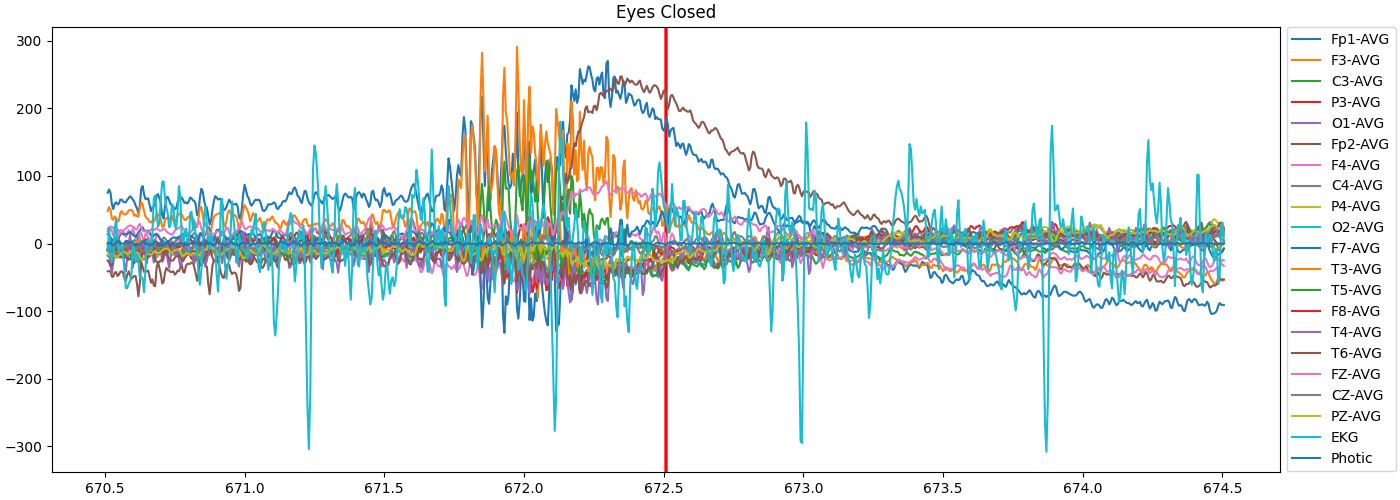 Eyes Closed
300
200
100
0
−100
−200
−300
670.5 671.0 671.5 672.0 672.5 673.0 673.5 674.0 674.5
Fp1-AVG
F3-AVG
C3-AVG
P3-AVG
O1-AVG
Fp2-AVG
F4-AVG
C4-AVG
P4-AVG
O2-AVG
F7-AVG
T3-AVG
T5-AVG
F8-AVG
T4-AVG
T6-AVG
FZ-AVG
CZ-AVG
PZ-AVG
EKG
Photic